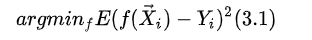 $argmin_f E(f(\vec{X}_i) - Y_i)^2 (3.1)$